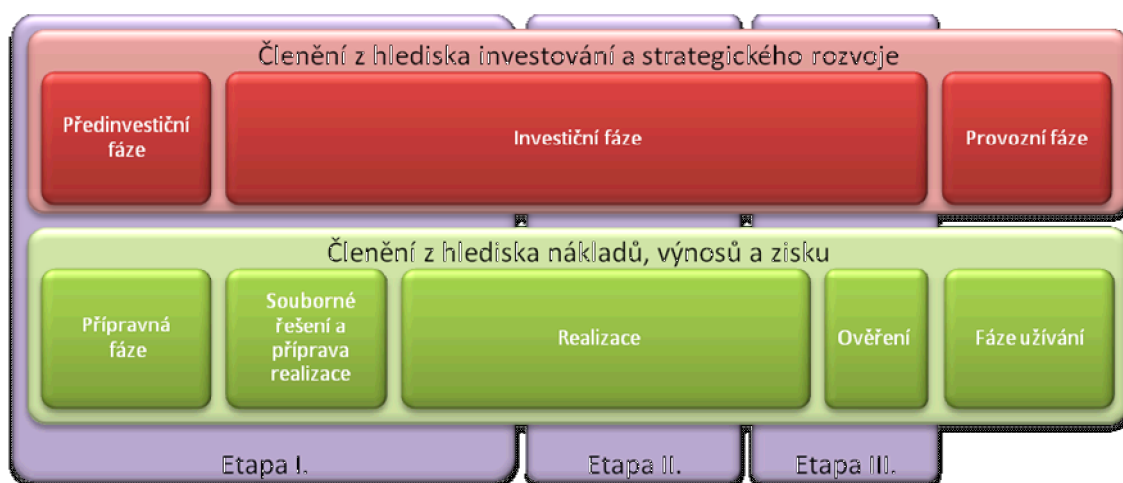 Členění z hlediska investování a strategického rozvoje
Předinvestiční
fáze
Investiční fáze
Provozní fáze
Členění z hlediska nákladů, výnosů a zisku
Přípravná
fáze
Souborné
řešení a
příprava
realizace
Realizace
Ověření
Fáze užívání
Etapa I.
Etapa II.
Etapa III.